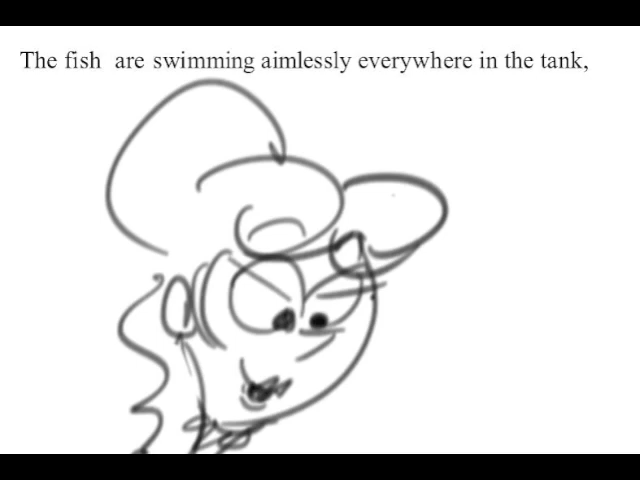 The fish are swimming aimlessly everywhere in the tank,